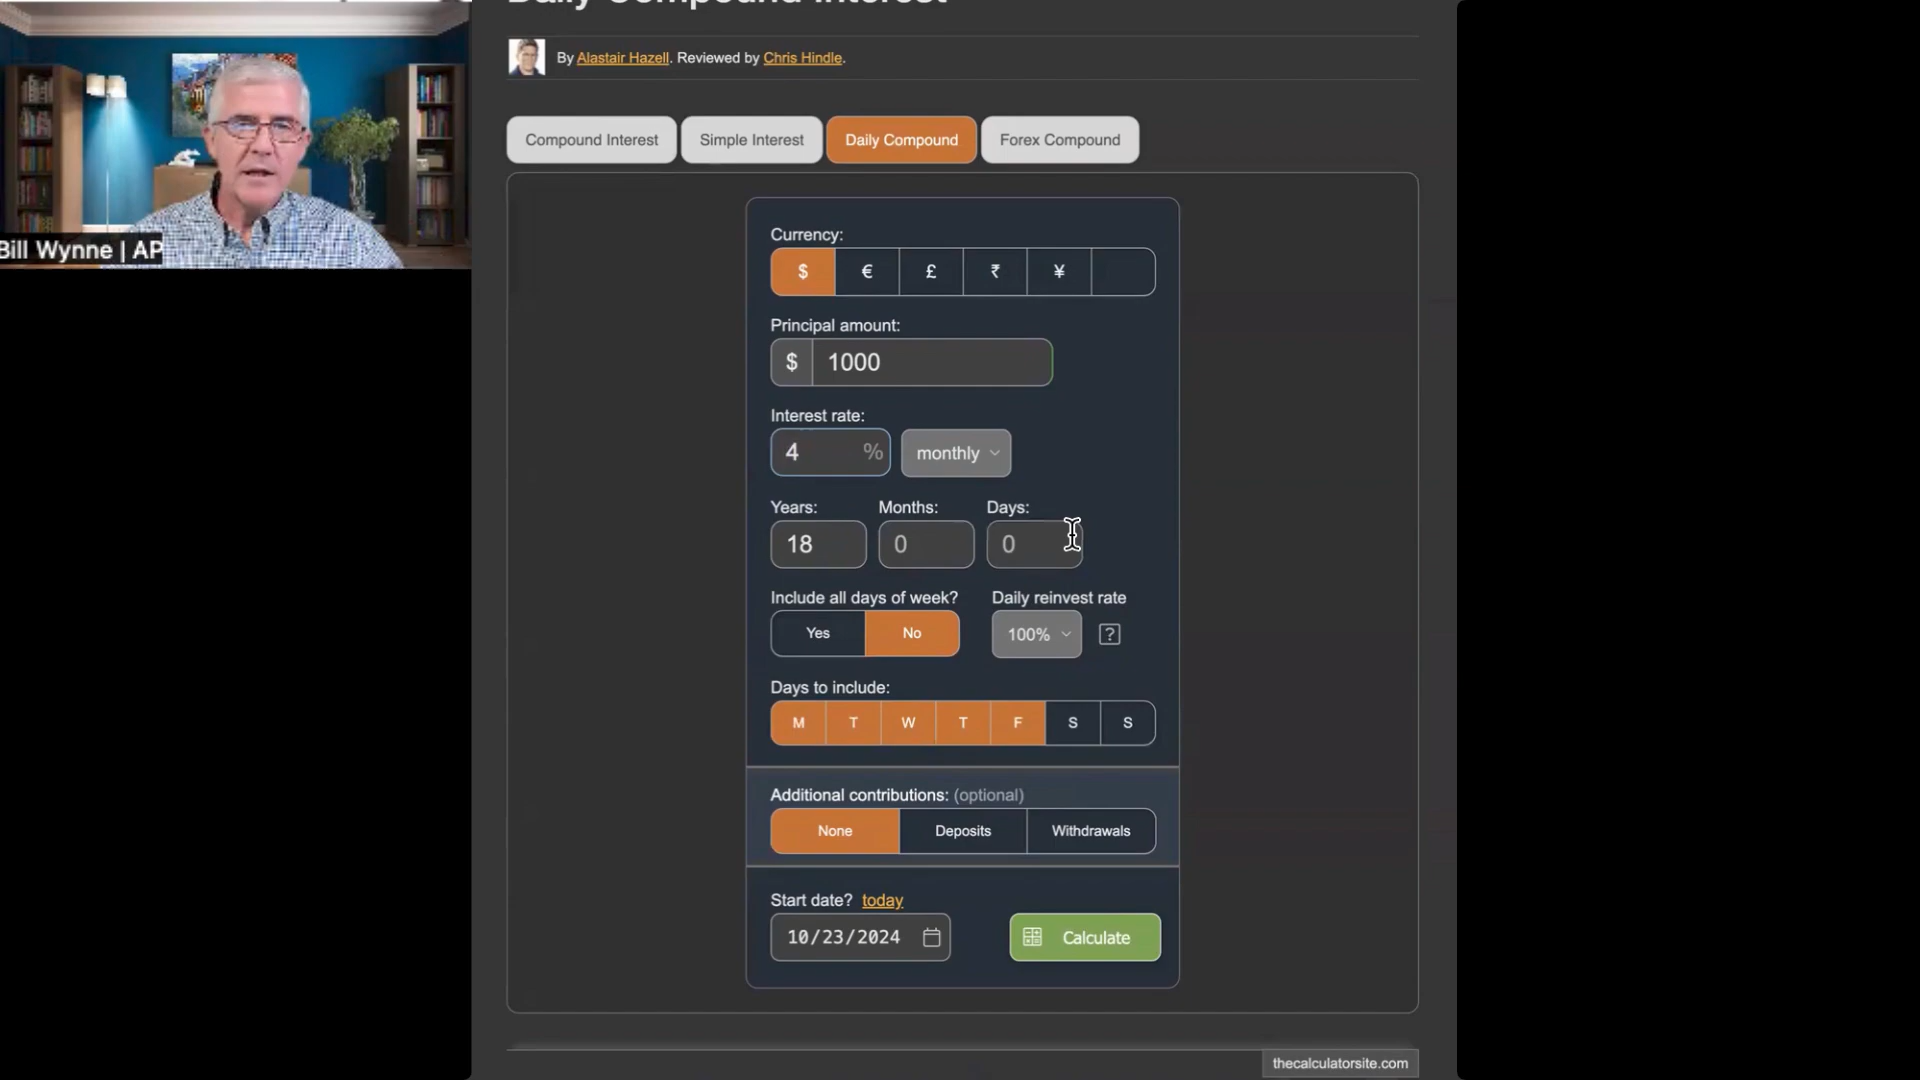 Daily Compound Interest
By Alastair Hazell. Reviewed by Chris Hindle.
Compound Interest Simple Interest Daily Compound Forex Compound
Currency:
$ € £ ₹ ¥
Principal amount:
$ 1000
Interest rate:
4 % monthly
Years: Months: Days:
18 0 0
Include all days of week? Daily reinvest rate
Yes No 100% ?
Days to include:
M T W T F S S
Additional contributions: (optional)
None Deposits Withdrawals
Start date? today
10/23/2024 Calculate
thecalculatorsite.com
Bill Wynne | AP